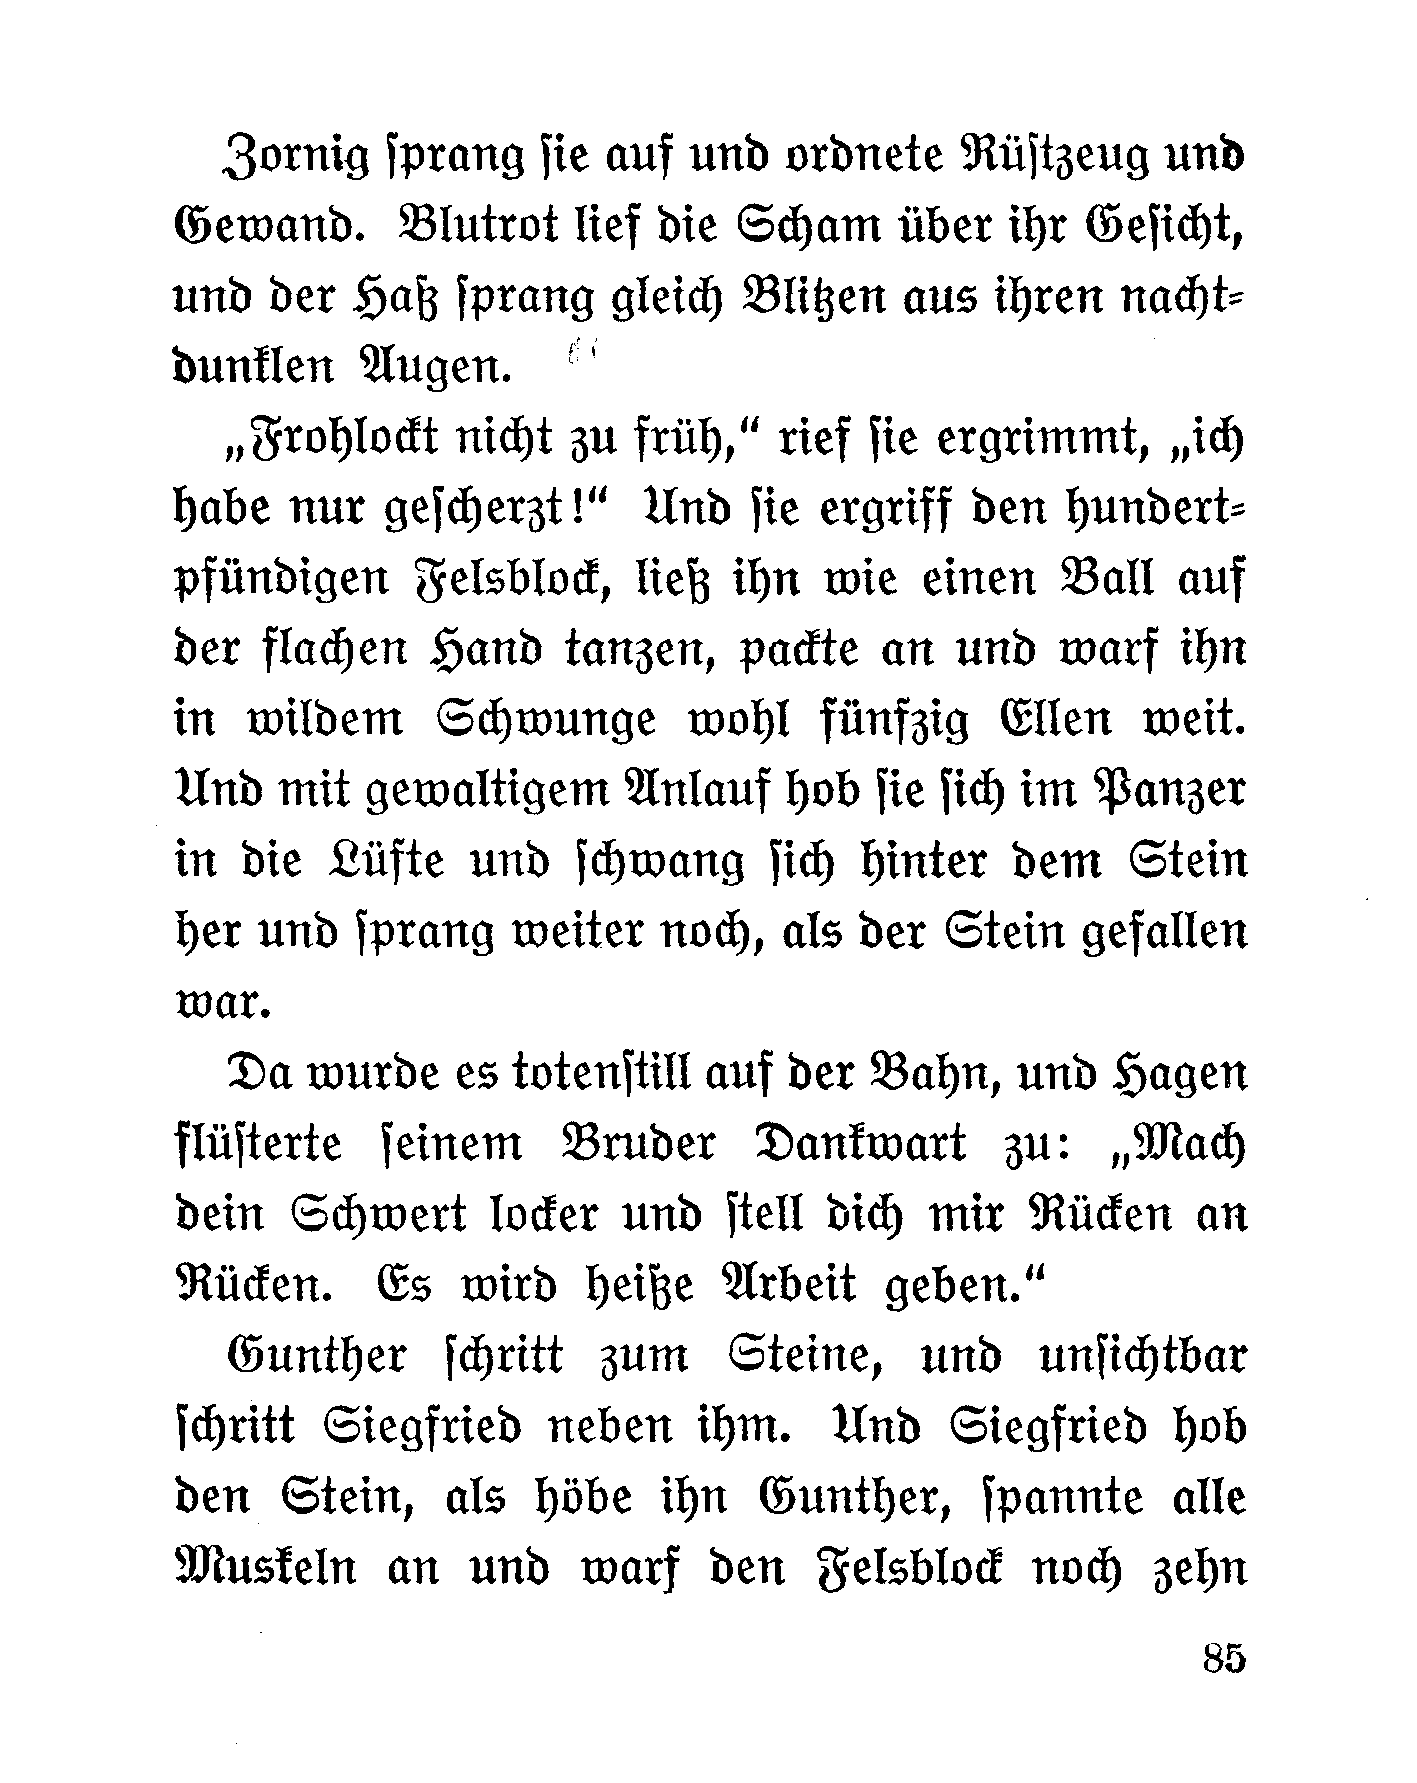 Zornig ſprang ſie auf und ordnete Rüſtzeug und
Gewand. Blutrot lief die Scham über ihr Geſicht,
und der Haß ſprang gleich Blitzen aus ihren nacht⸗
dunklen Augen.
„Frohlockt nicht zu früh,“ rief ſie ergrimmt, „ich
habe nur geſcherzt!“ Und ſie ergriff den hundert⸗
pfündigen Felsblock, ließ ihn wie einen Ball auf
der flachen Hand tanzen, packte an und warf ihn
in wildem Schwunge wohl fünfzig Ellen weit.
Und mit gewaltigem Anlauf hob ſie ſich im Panzer
in die Lüfte und ſchwang ſich hinter dem Stein
her und ſprang weiter noch, als der Stein gefallen
war.
Da wurde es totenſtill auf der Bahn, und Hagen
flüſterte ſeinem Bruder Dankwart zu: „Mach
dein Schwert locker und ſtell dich mir Rücken an
Rücken. Es wird heiße Arbeit geben.“
Gunther ſchritt zum Steine, und unſichtbar
ſchritt Siegfried neben ihm. Und Siegfried hob
den Stein, als höbe ihn Gunther, ſpannte alle
Muskeln an und warf den Felsblock noch zehn
85